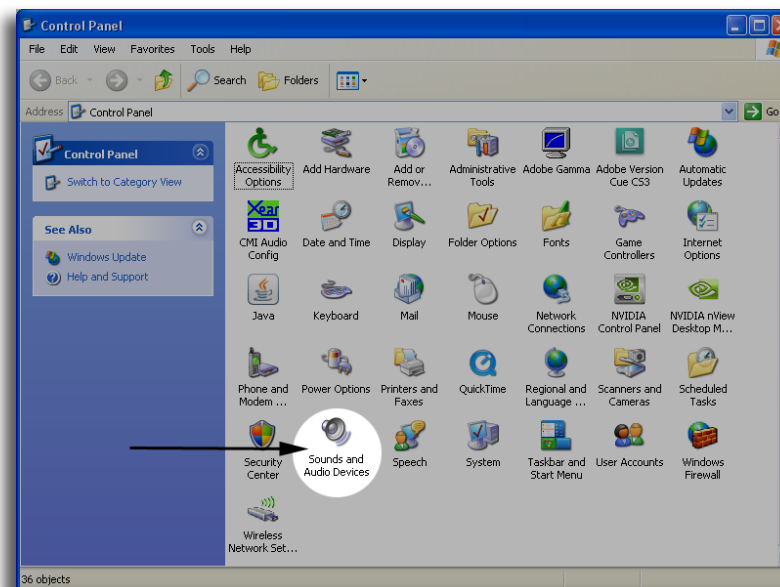 Control Panel
File Edit View Favorites Tools Help
Back Search Folders
Address Control Panel Go
Control Panel
Switch to Category View
See Also
Windows Update
Help and Support
Accessibility Options
Add Hardware
Add or Remov...
Administrative Tools
Adobe Gamma
Adobe Version Cue CS3
Automatic Updates
Xear 3D
CMI Audio Config
Date and Time
Display
Folder Options
Fonts
Game Controllers
Internet Options
Java
Keyboard
Mail
Mouse
Network Connections
NVIDIA Control Panel
NVIDIA nView Desktop M...
Phone and Modem ...
Power Options
Printers and Faxes
QuickTime
Regional and Language ...
Scanners and Cameras
Scheduled Tasks
Security Center
Sounds and Audio Devices
Speech
System
Taskbar and Start Menu
User Accounts
Windows Firewall
Wireless Network Set...
36 objects